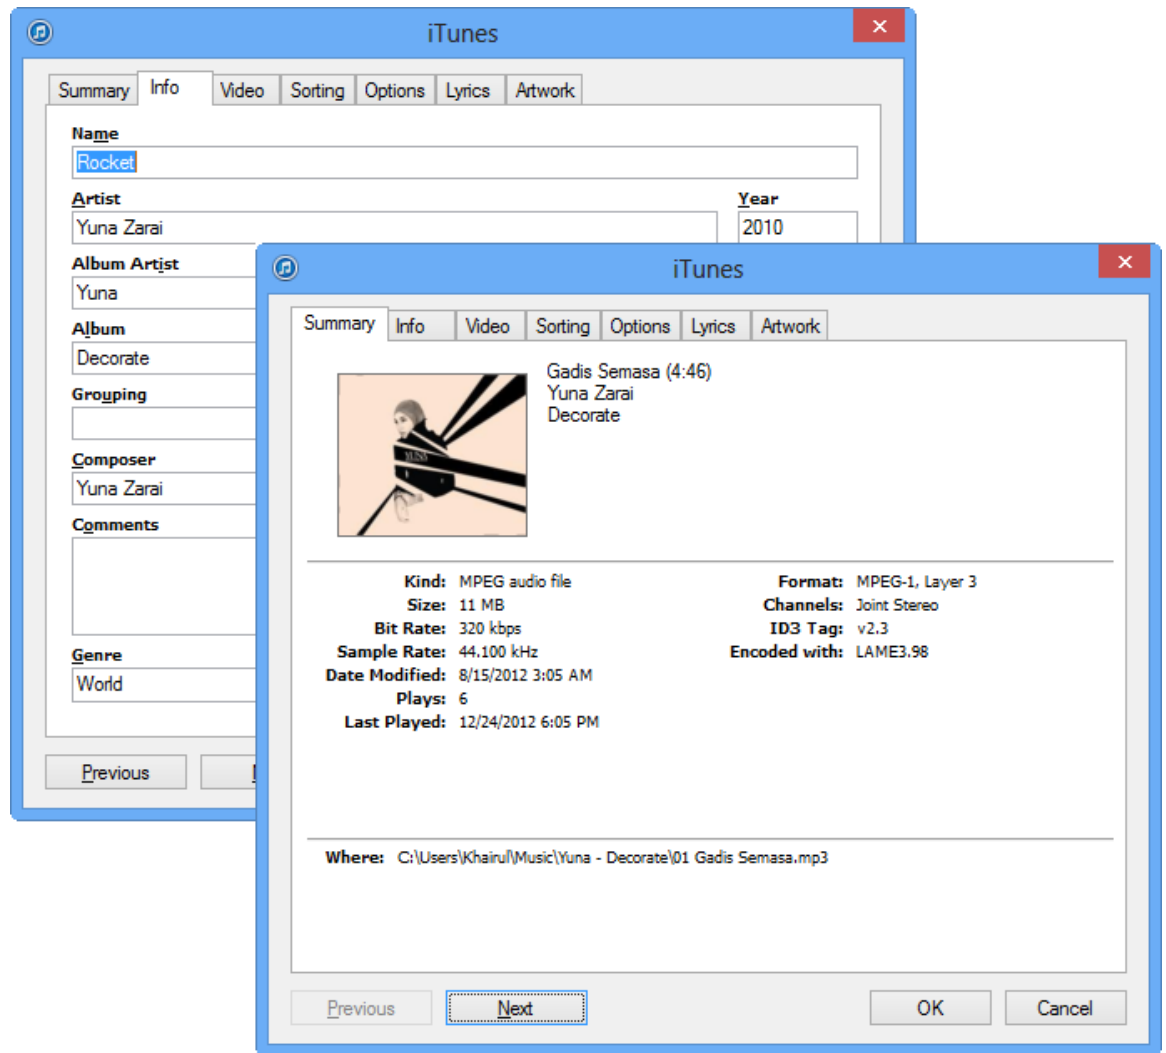 iTunes
Summary Info Video Sorting Options Lyrics Artwork
Name
Rocket
Artist Year
Yuna Zarai 2010
Album Artist
Yuna
Album
Decorate
Grouping
Composer
Yuna Zarai
Comments
Genre
World
Previous
iTunes
Summary Info Video Sorting Options Lyrics Artwork
Gadis Semasa (4:46)
Yuna Zarai
Decorate
YUNA
Kind: MPEG audio file Format: MPEG-1, Layer 3
Size: 11 MB Channels: Joint Stereo
Bit Rate: 320 kbps ID3 Tag: v2.3
Sample Rate: 44.100 kHz Encoded with: LAME3.98
Date Modified: 8/15/2012 3:05 AM
Plays: 6
Last Played: 12/24/2012 6:05 PM
Where: C:\Users\Khairul\Music\Yuna - Decorate\01 Gadis Semasa.mp3
Previous Next OK Cancel